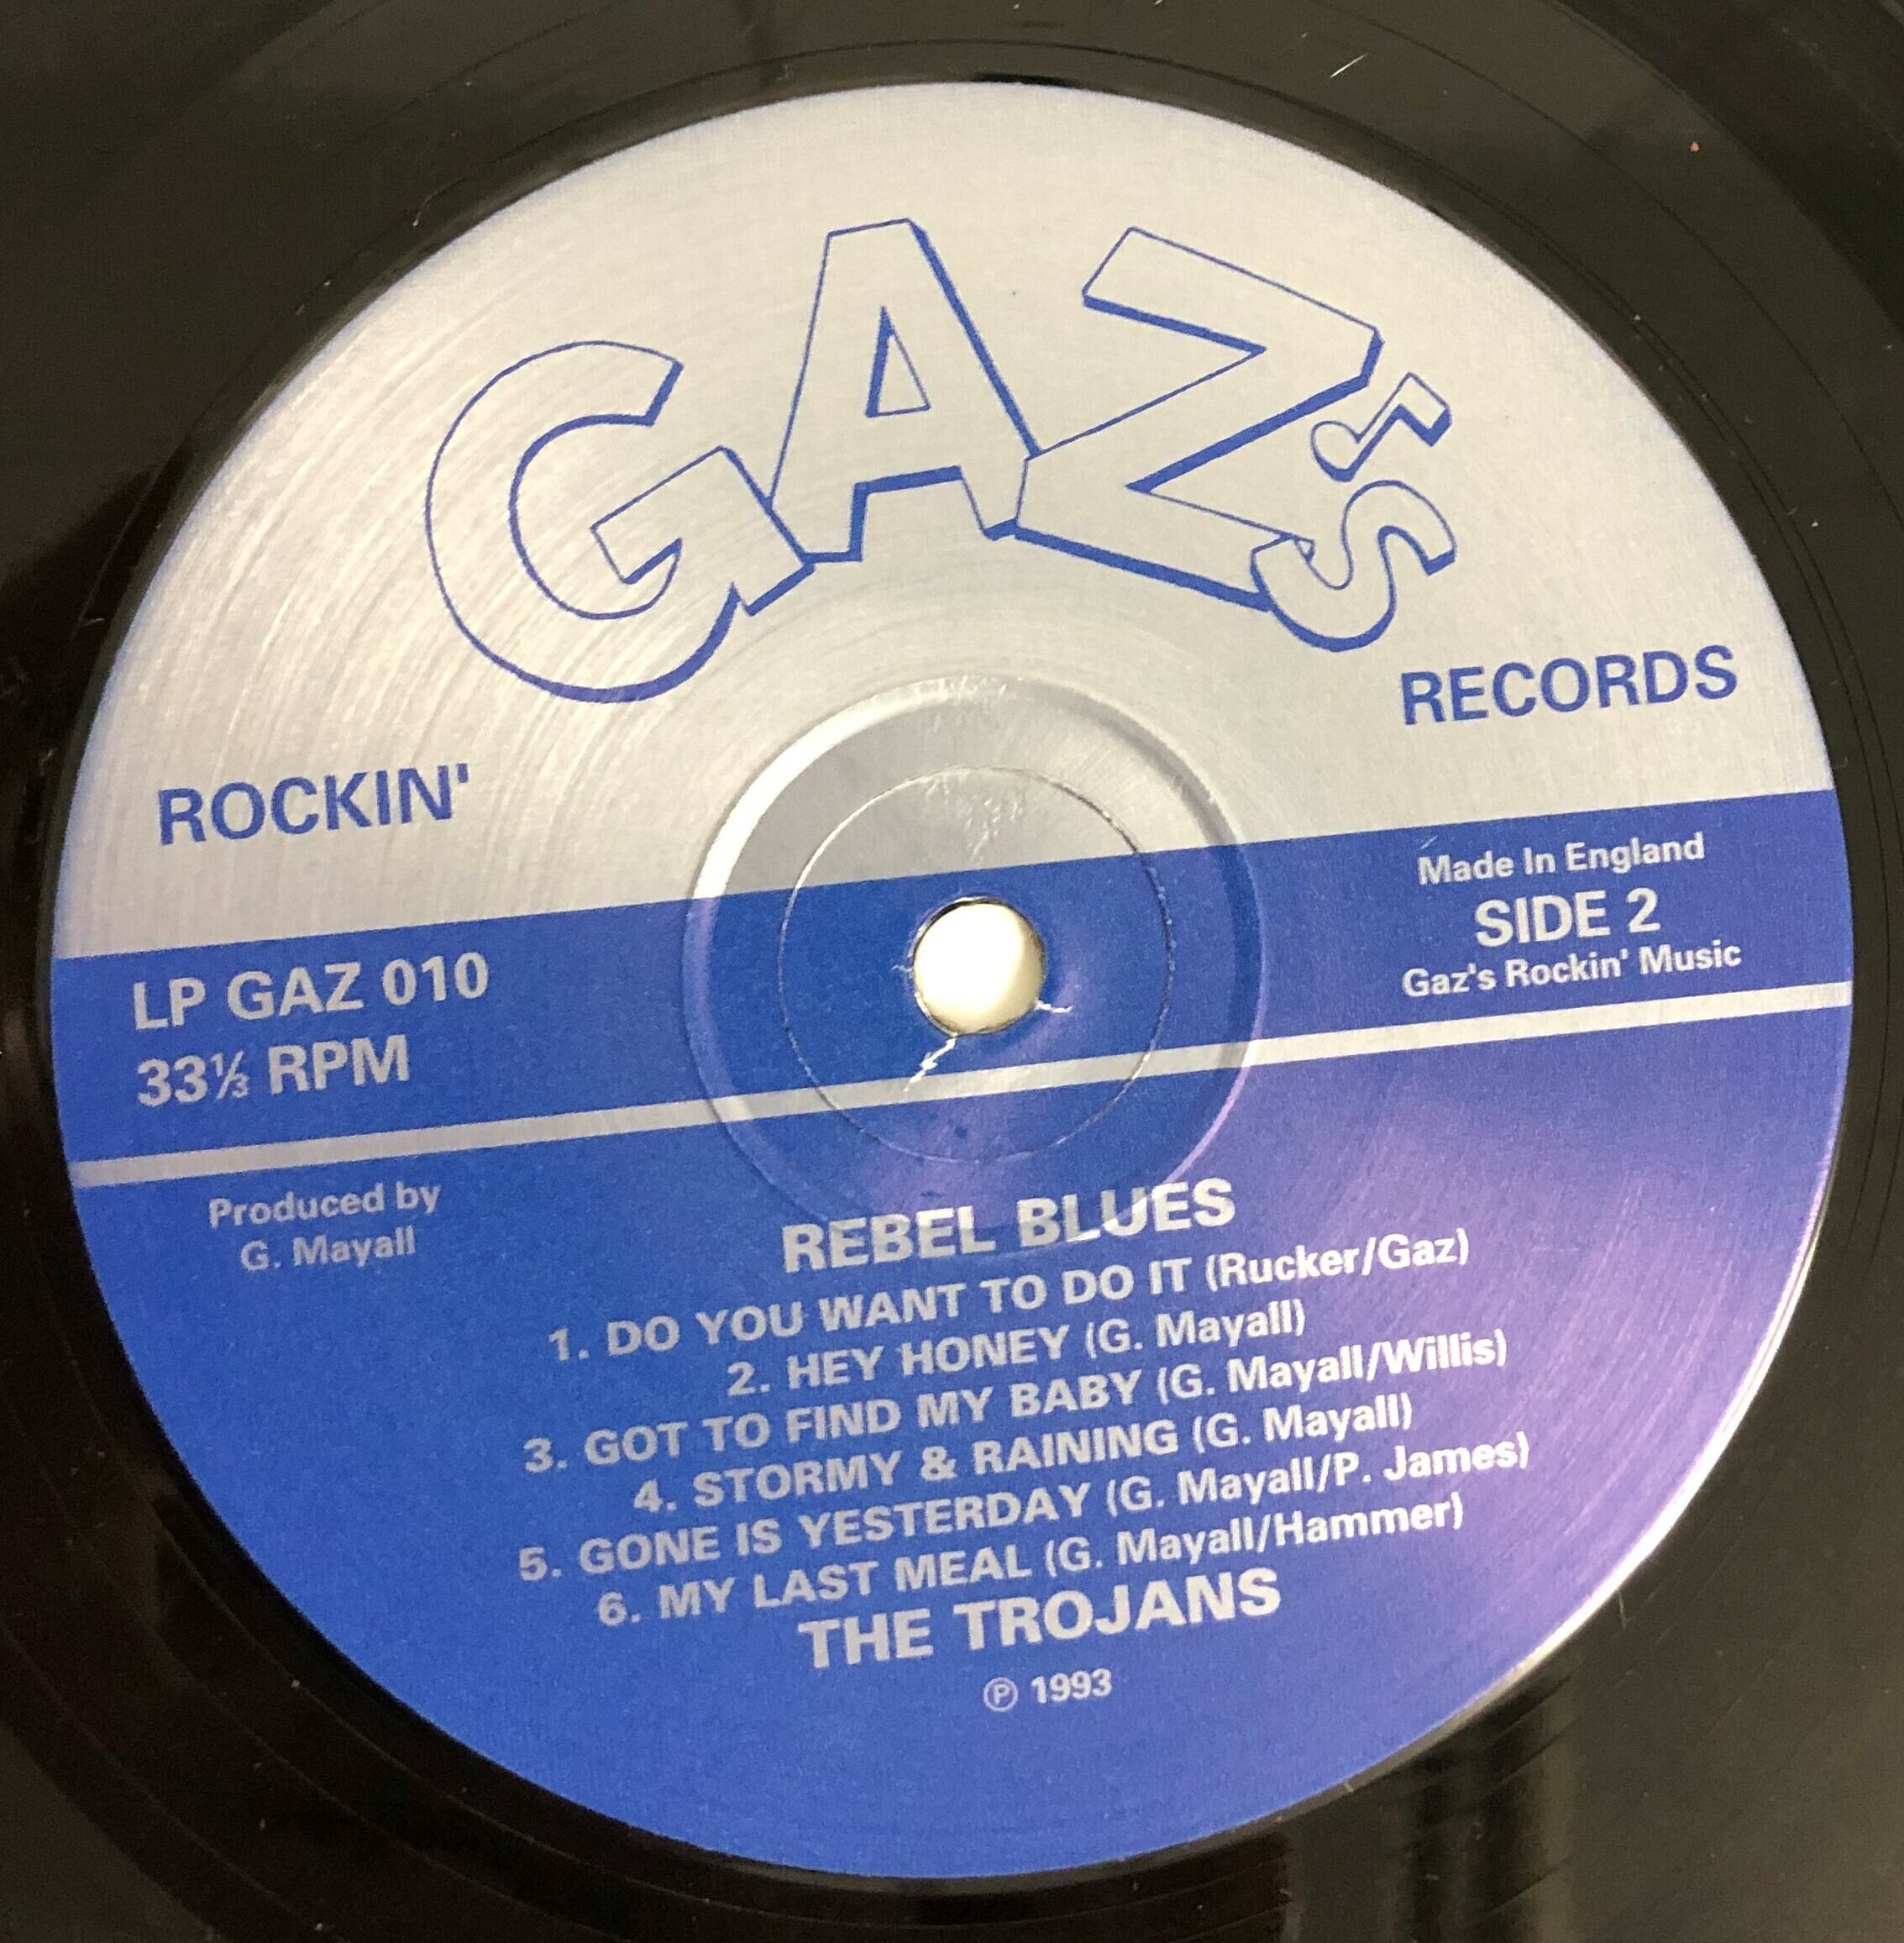 GAZ'S
ROCKIN'
RECORDS
LP GAZ 010
33⅓ RPM
Made In England
SIDE 2
Gaz's Rockin' Music
Produced by
G. Mayall
REBEL BLUES
1. DO YOU WANT TO DO IT (Rucker/Gaz)
2. HEY HONEY (G. Mayall)
3. GOT TO FIND MY BABY (G. Mayall/Willis)
4. STORMY & RAINING (G. Mayall)
5. GONE IS YESTERDAY (G. Mayall/P. James)
6. MY LAST MEAL (G. Mayall/Hammer)
THE TROJANS
℗ 1993